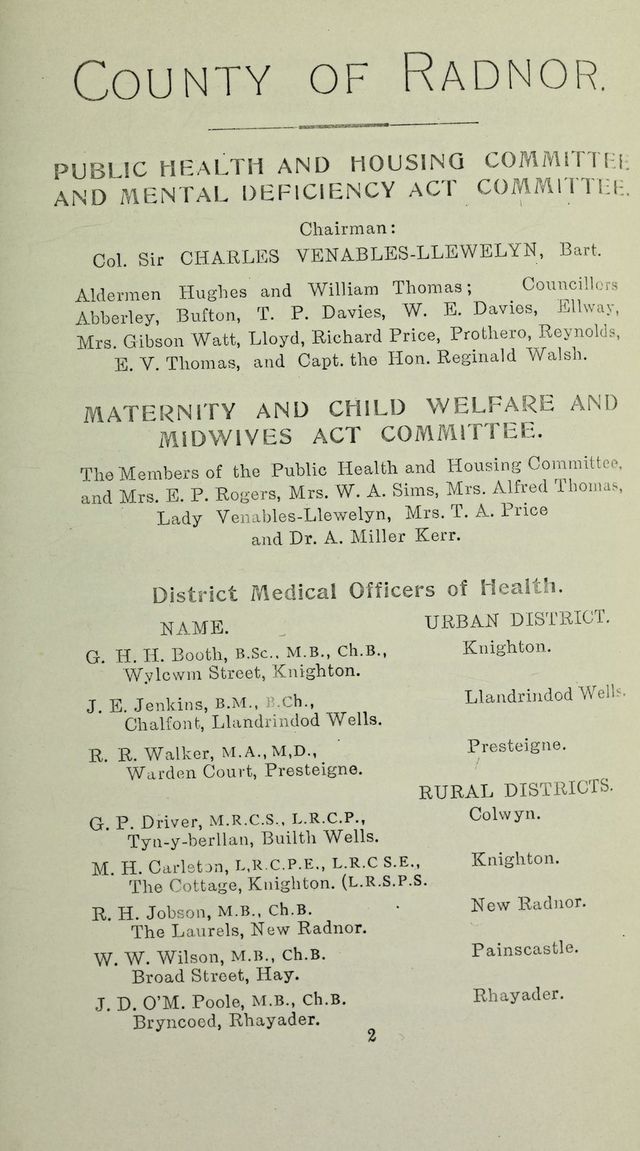 COUNTY OF RADNOR.
PUBLIC HEALTH AND HOUSING COMMITTEE
AND MENTAL DEFICIENCY ACT COMMITTEE.
Chairman:
Col. Sir CHARLES VENABLES-LLEWELYN, Bart.
Aldermen Hughes and William Thomas; Councillors
Abberley, Bufton, T. P. Davies, W. E. Davies, Ellway,
Mrs. Gibson Watt, Lloyd, Richard Price, Prothero, Reynolds,
E. V. Thomas, and Capt. the Hon. Reginald Walsh.
MATERNITY AND CHILD WELFARE AND
MIDWIVES ACT COMMITTEE.
The Members of the Public Health and Housing Committee,
and Mrs. E. P. Rogers, Mrs. W. A. Sims, Mrs. Alfred Thomas,
Lady Venables-Llewelyn, Mrs. T. A. Price
and Dr. A. Miller Kerr.
District Medical Officers of Health.
NAME. URBAN DISTRICT.
G. H. H. Booth, B.Sc., M.B., Ch.B., Knighton.
Wylcwm Street, Knighton.
J. E. Jenkins, B.M., B.Ch., Llandrindod Wells.
Chalfont, Llandrindod Wells.
R. R. Walker, M.A., M,D., Presteigne.
Warden Court, Presteigne.
RURAL DISTRICTS.
G. P. Driver, M.R.C.S., L.R.C.P., Colwyn.
Tyn-y-berllan, Builth Wells.
M. H. Carleton, L,R.C.P.E., L.R.C S.E., Knighton.
The Cottage, Knighton. (L.R.S.P.S.
R. H. Jobson, M.B., Ch.B. New Radnor.
The Laurels, New Radnor.
W. W. Wilson, M.B., Ch.B. Painscastle.
Broad Street, Hay.
J. D. O'M. Poole, M.B., Ch.B. Rhayader.
Bryncoed, Rhayader.
2